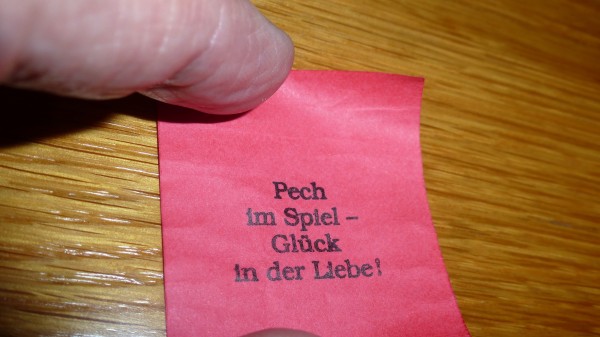 Pech
im Spiel –
Glück
in der Liebe!